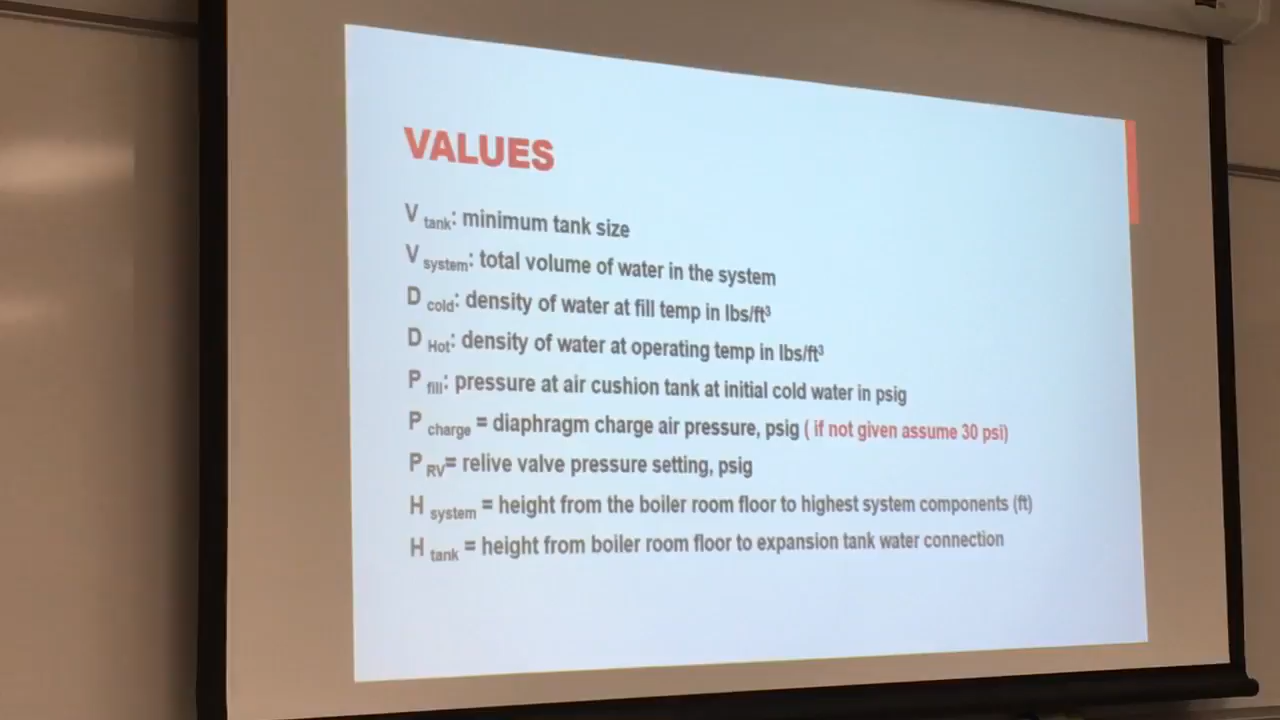 VALUES
V tank: minimum tank size
V system: total volume of water in the system
D cold: density of water at fill temp in lbs/ft³
D Hot: density of water at operating temp in lbs/ft³
P fill: pressure at air cushion tank at initial cold water in psig
P charge = diaphragm charge air pressure, psig ( if not given assume 30 psi)
P RV= relive valve pressure setting, psig
H system = height from the boiler room floor to highest system components (ft)
H tank = height from boiler room floor to expansion tank water connection